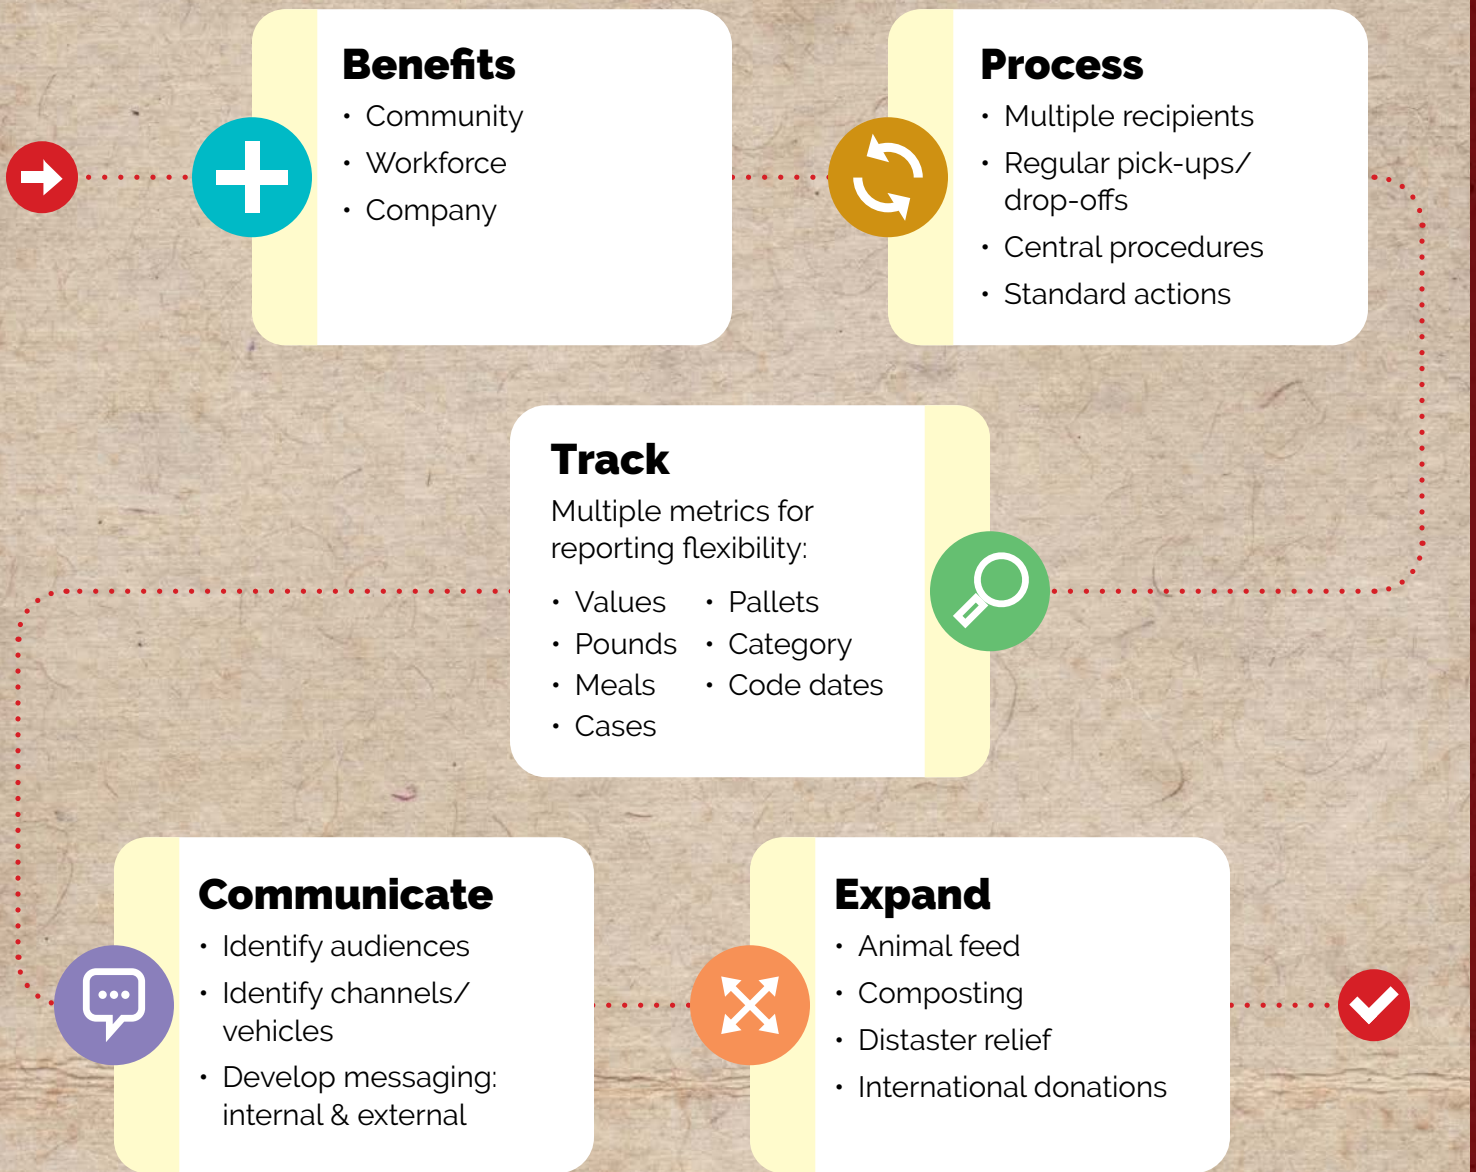 Benefits
• Community
• Workforce
• Company
Process
• Multiple recipients
• Regular pick-ups/
drop-offs
• Central procedures
• Standard actions
Track
Multiple metrics for
reporting flexibility:
• Values
• Pounds
• Meals
• Cases
• Pallets
• Category
• Code dates
Communicate
• Identify audiences
• Identify channels/
vehicles
• Develop messaging:
internal & external
Expand
• Animal feed
• Composting
• Distaster relief
• International donations